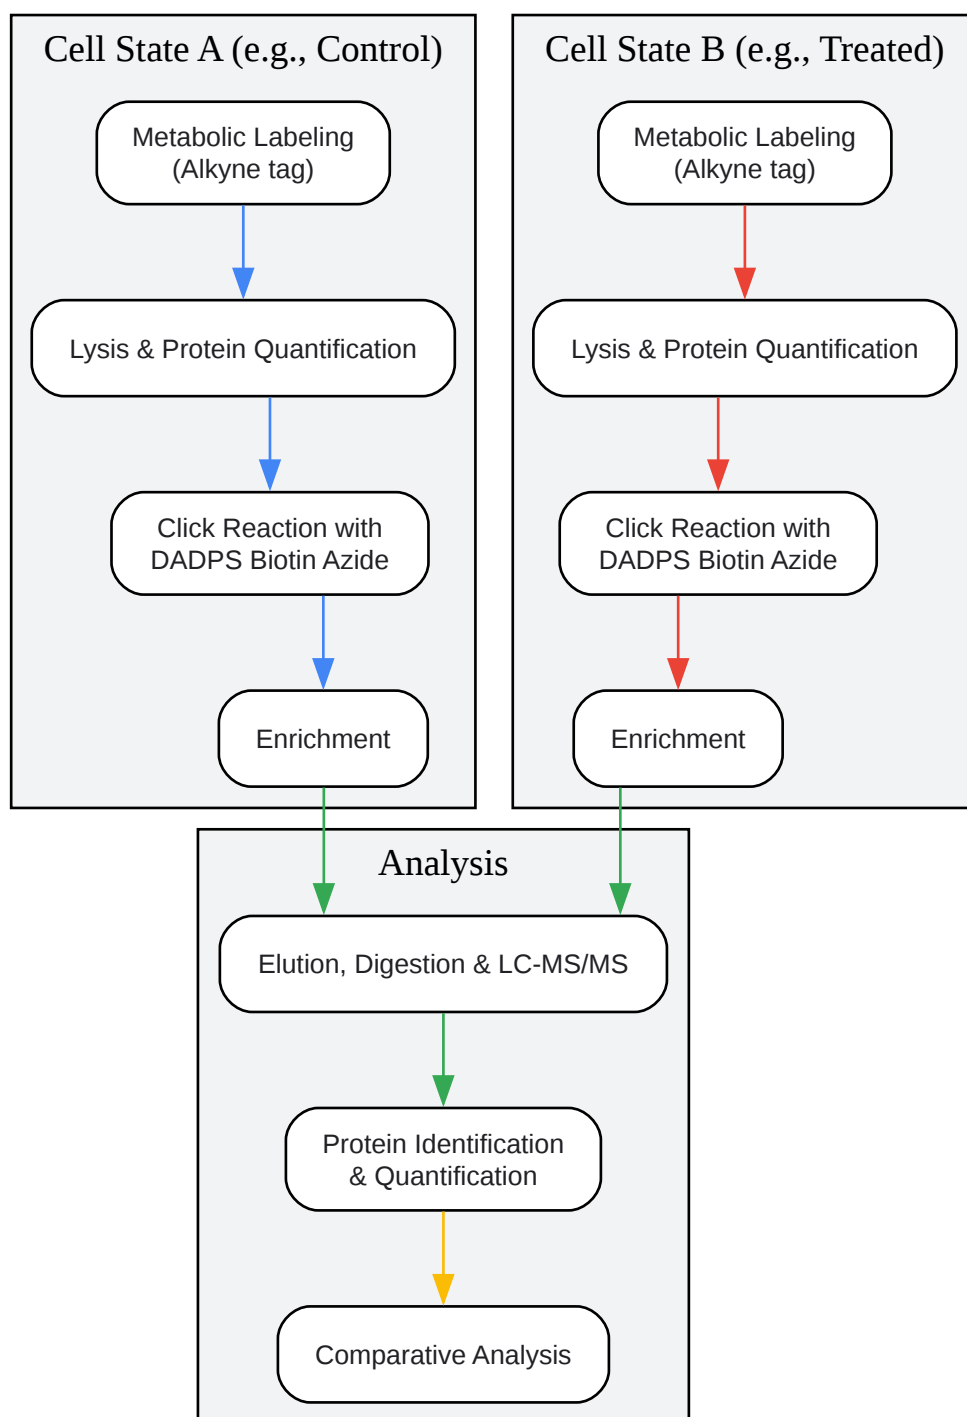 Cell State A (e.g., Control)
Metabolic Labeling
(Alkyne tag)
Lysis & Protein Quantification
Click Reaction with
DADPS Biotin Azide
Enrichment
Cell State B (e.g., Treated)
Metabolic Labeling
(Alkyne tag)
Lysis & Protein Quantification
Click Reaction with
DADPS Biotin Azide
Enrichment
Analysis
Elution, Digestion & LC-MS/MS
Protein Identification
& Quantification
Comparative Analysis